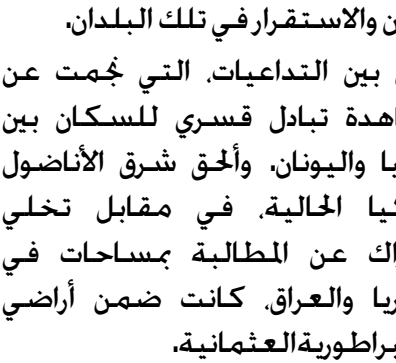 ن والاستقرار في تلك البلدان.
بين التداعيات، التي نجمت عن
اهدة تبادل قسري للسكان بين
يا واليونان. وألحق شرق الأناضول
كيا الحالية، في مقابل تخلي
راك عن المطالبة بمساحات في
ريا والعراق، كانت ضمن أراضي
براطورية العثمانية.